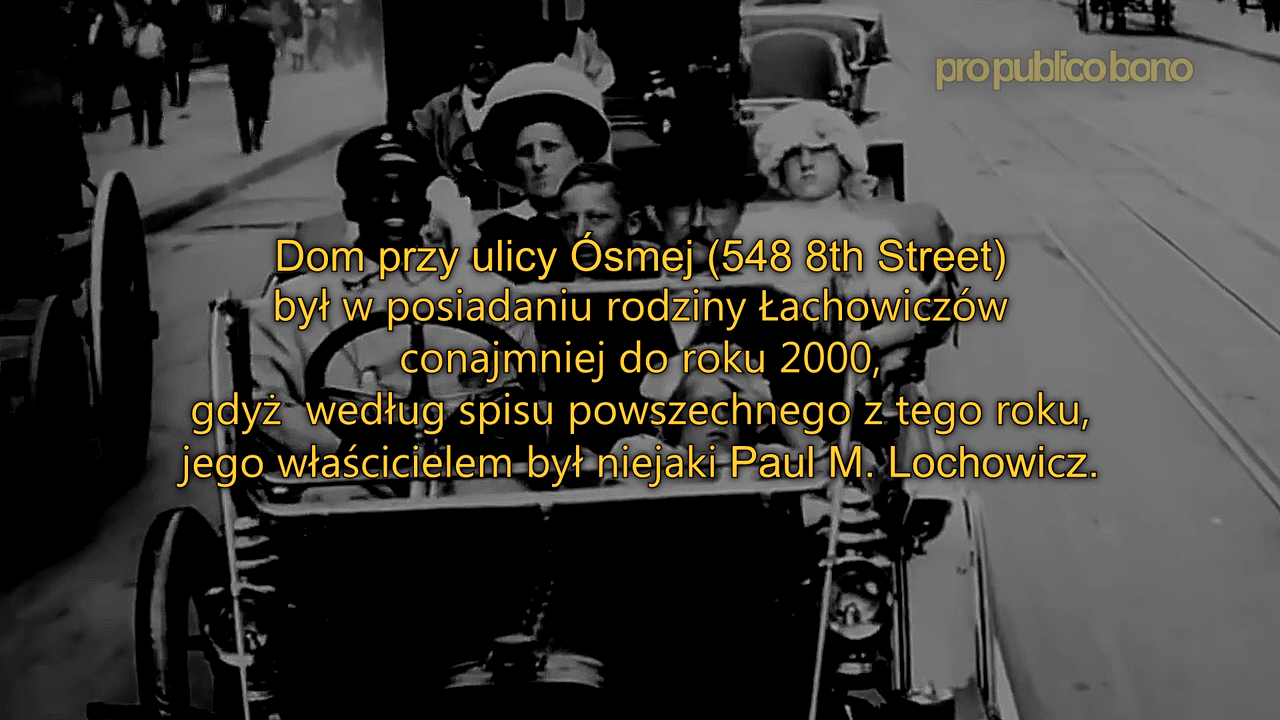 pro publico bono
Dom przy ulicy Ósmej (548 8th Street)
był w posiadaniu rodziny Łachowiczów
conajmniej do roku 2000,
gdyż  według spisu powszechnego z tego roku,
jego właścicielem był niejaki Paul M. Lochowicz.